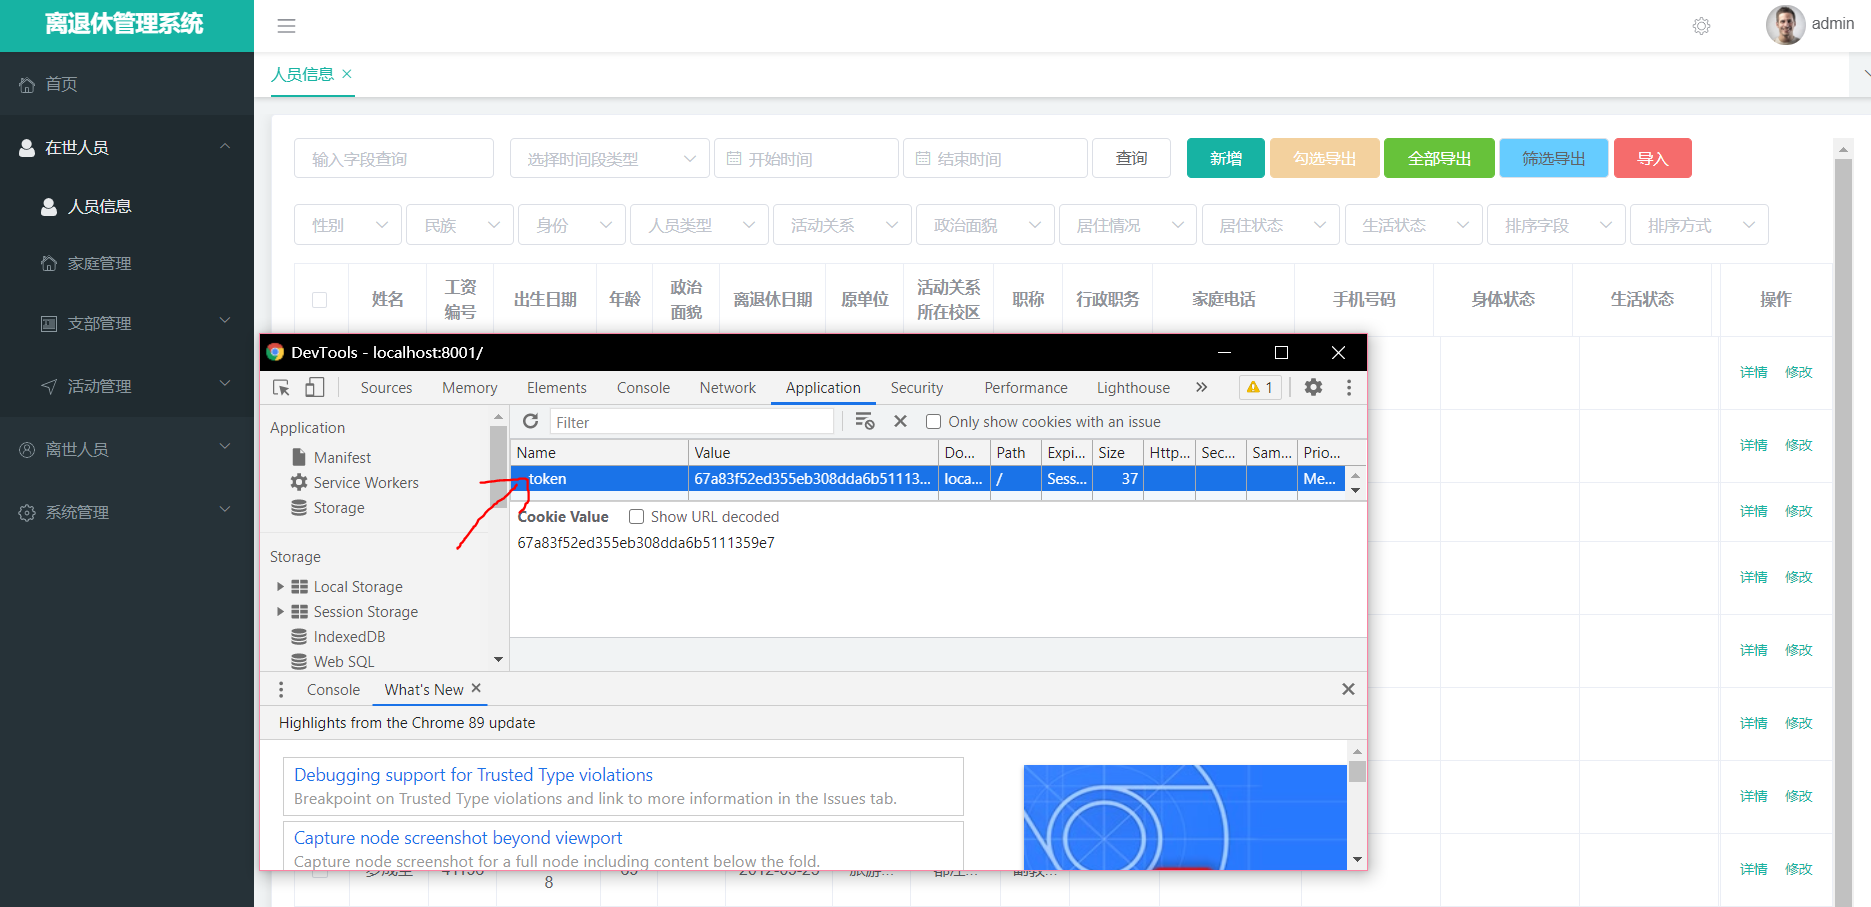 离退休管理系统
admin
首页
在世人员
人员信息
家庭管理
支部管理
活动管理
离世人员
系统管理
人员信息
输入字段查询 选择时间段类型 开始时间 结束时间 查询 新增 勾选导出 全部导出 筛选导出 导入
性别 民族 身份 人员类型 活动关系 政治面貌 居住情况 居住状态 生活状态 排序字段 排序方式
姓名 工资编号 出生日期 年龄 政治面貌 离退休日期 原单位 活动关系所在校区 职称 行政职务 家庭电话 手机号码 身体状态 生活状态 操作
详情 修改
详情 修改
详情 修改
详情 修改
详情 修改
详情 修改
详情 修改
详情 修改
8
DevTools - localhost:8001/
Sources Memory Elements Console Network Application Security Performance Lighthouse 1
Application
Manifest
Service Workers
Storage
Storage
Local Storage
Session Storage
IndexedDB
Web SQL
Filter Only show cookies with an issue
Name Value Do... Path Expi... Size Http... Sec... Sam... Prio...
token 67a83f52ed355eb308dda6b51113... loca... / Sess... 37 Me...
Cookie Value Show URL decoded
67a83f52ed355eb308dda6b5111359e7
Console What's New
Highlights from the Chrome 89 update
Debugging support for Trusted Type violations
Breakpoint on Trusted Type violations and link to more information in the Issues tab.
Capture node screenshot beyond viewport
Capture node screenshot for a full node including content below the fold.